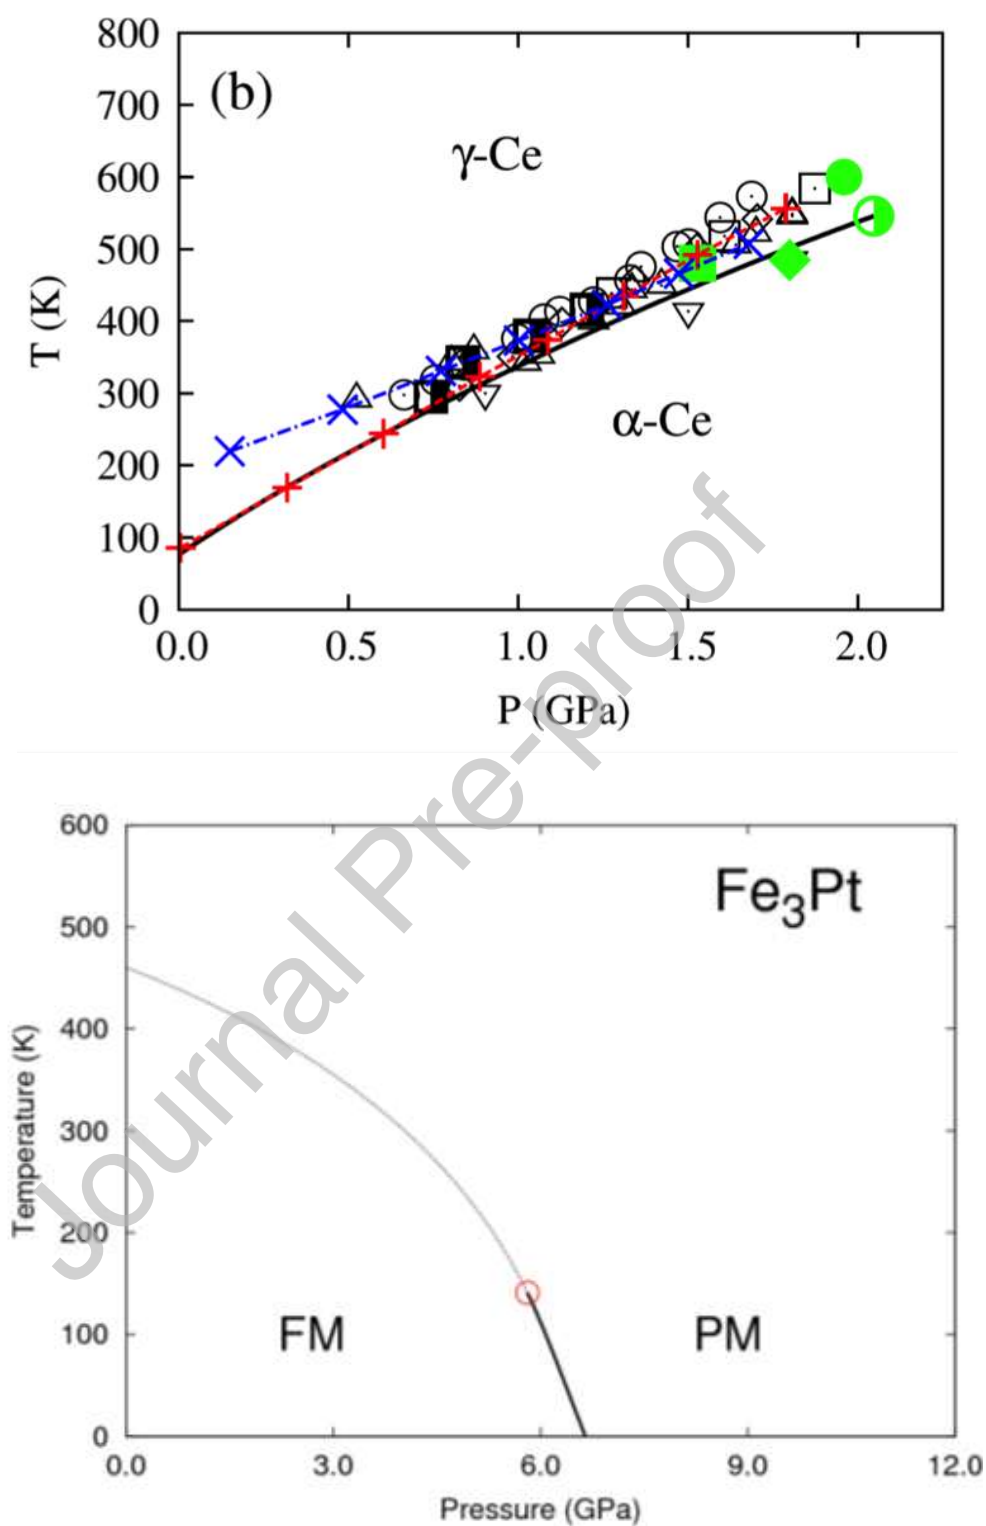 (b)
γ-Ce
α-Ce
T (K)
800
700
600
500
400
300
200
100
0
0.0 0.5 1.0 1.5 2.0
P (GPa)
Journal Pre-proof
Fe₃Pt
FM
PM
Temperature (K)
600
500
400
300
200
100
0
0.0 3.0 6.0 9.0 12.0
Pressure (GPa)